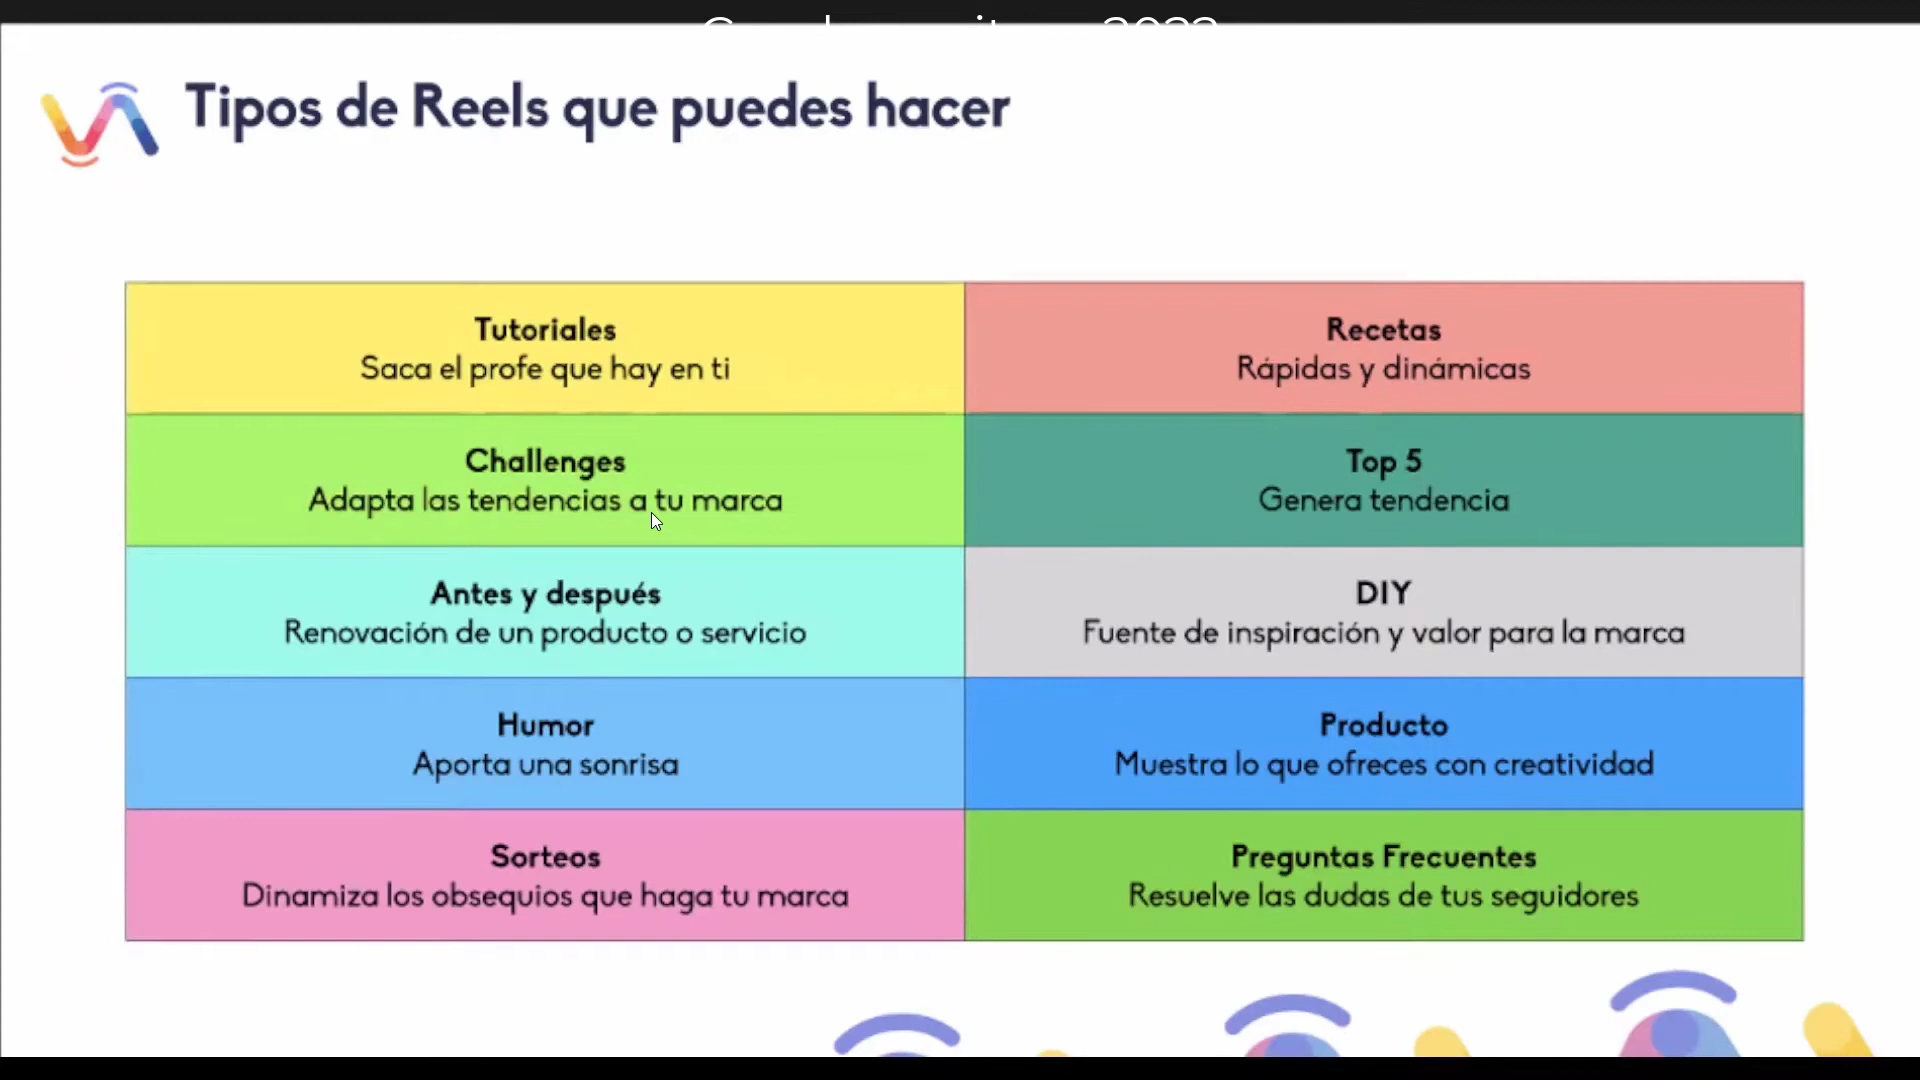 Tipos de Reels que puedes hacer
Tutoriales
Saca el profe que hay en ti
Recetas
Rápidas y dinámicas
Challenges
Adapta las tendencias a tu marca
Top 5
Genera tendencia
Antes y después
Renovación de un producto o servicio
DIY
Fuente de inspiración y valor para la marca
Humor
Aporta una sonrisa
Producto
Muestra lo que ofreces con creatividad
Sorteos
Dinamiza los obsequios que haga tu marca
Preguntas Frecuentes
Resuelve las dudas de tus seguidores